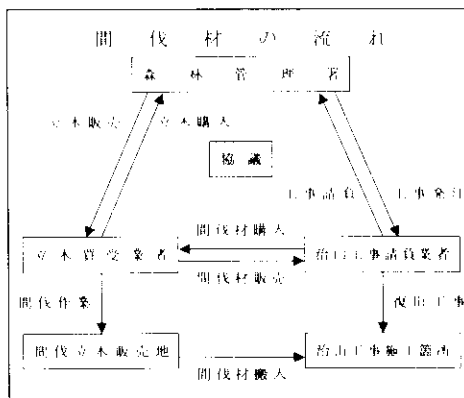 間伐材の流れ
森林管理署
立木販売
立木購入
協議
工事請負
工事発注
間伐材購入
立木買受業者
治山工事請負業者
間伐材販売
間伐作業
復旧工事
間伐立木販売地
治山工事施工箇所
間伐材搬入